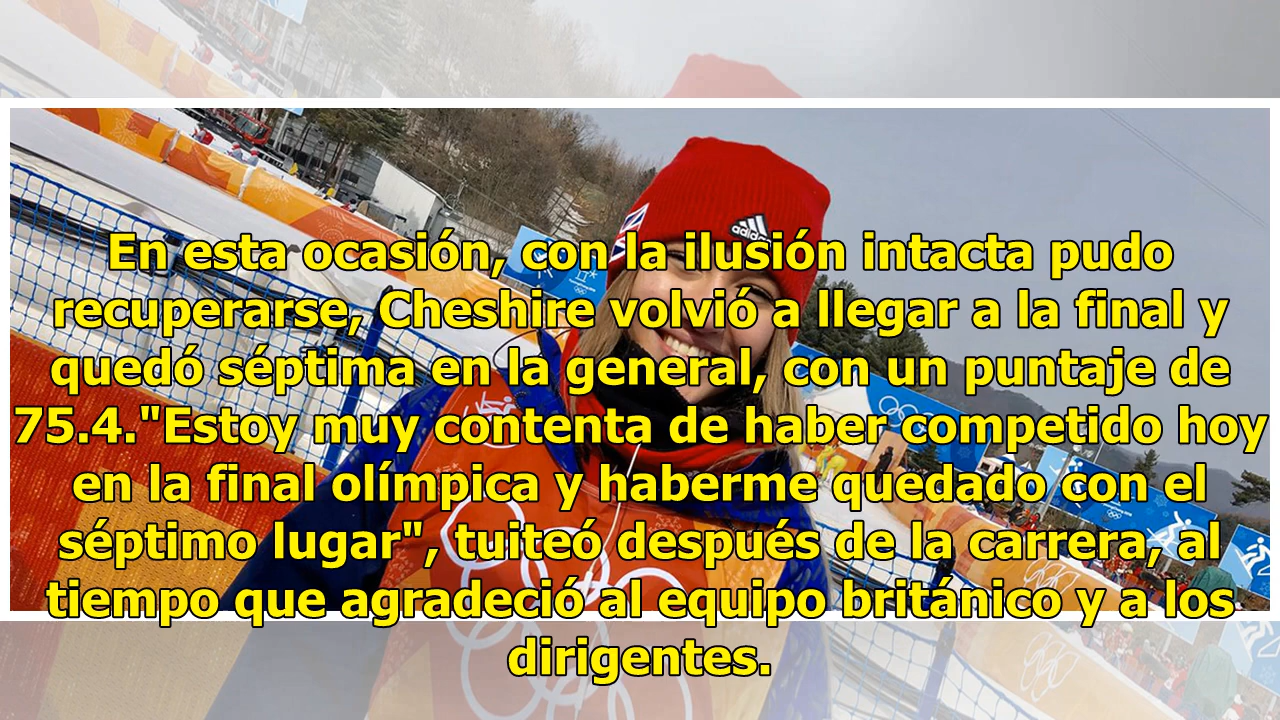 adidas
En esta ocasión, con la ilusión intacta pudo
recuperarse, Cheshire volvió a llegar a la final y
quedó séptima en la general, con un puntaje de
75.4."Estoy muy contenta de haber competido hoy
en la final olímpica y haberme quedado con el
séptimo lugar", tuiteó después de la carrera, al
tiempo que agradeció al equipo británico y a los
dirigentes.